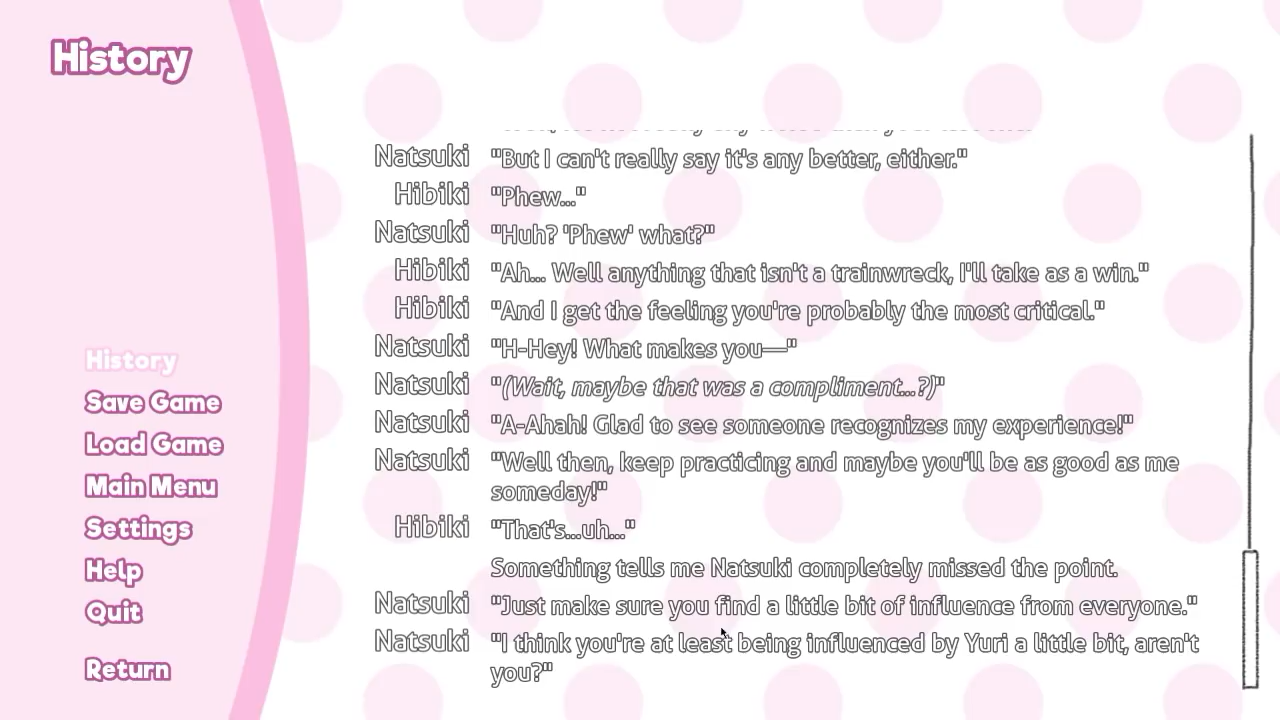 History
Natsuki "But I can't really say it's any better, either."
Hibiki "Phew..."
Natsuki "Huh? 'Phew' what?"
Hibiki "Ah... Well anything that isn't a trainwreck, I'll take as a win."
Hibiki "And I get the feeling you're probably the most critical."
Natsuki "H-Hey! What makes you—"
Natsuki "(Wait, maybe that was a compliment...?)"
Natsuki "A-Ahah! Glad to see someone recognizes my experience!"
Natsuki "Well then, keep practicing and maybe you'll be as good as me
someday!"
Hibiki "That's...uh..."
Something tells me Natsuki completely missed the point.
Natsuki "Just make sure you find a little bit of influence from everyone."
Natsuki "I think you're at least being influenced by Yuri a little bit, aren't
you?"
History
Save Game
Load Game
Main Menu
Settings
Help
Quit
Return